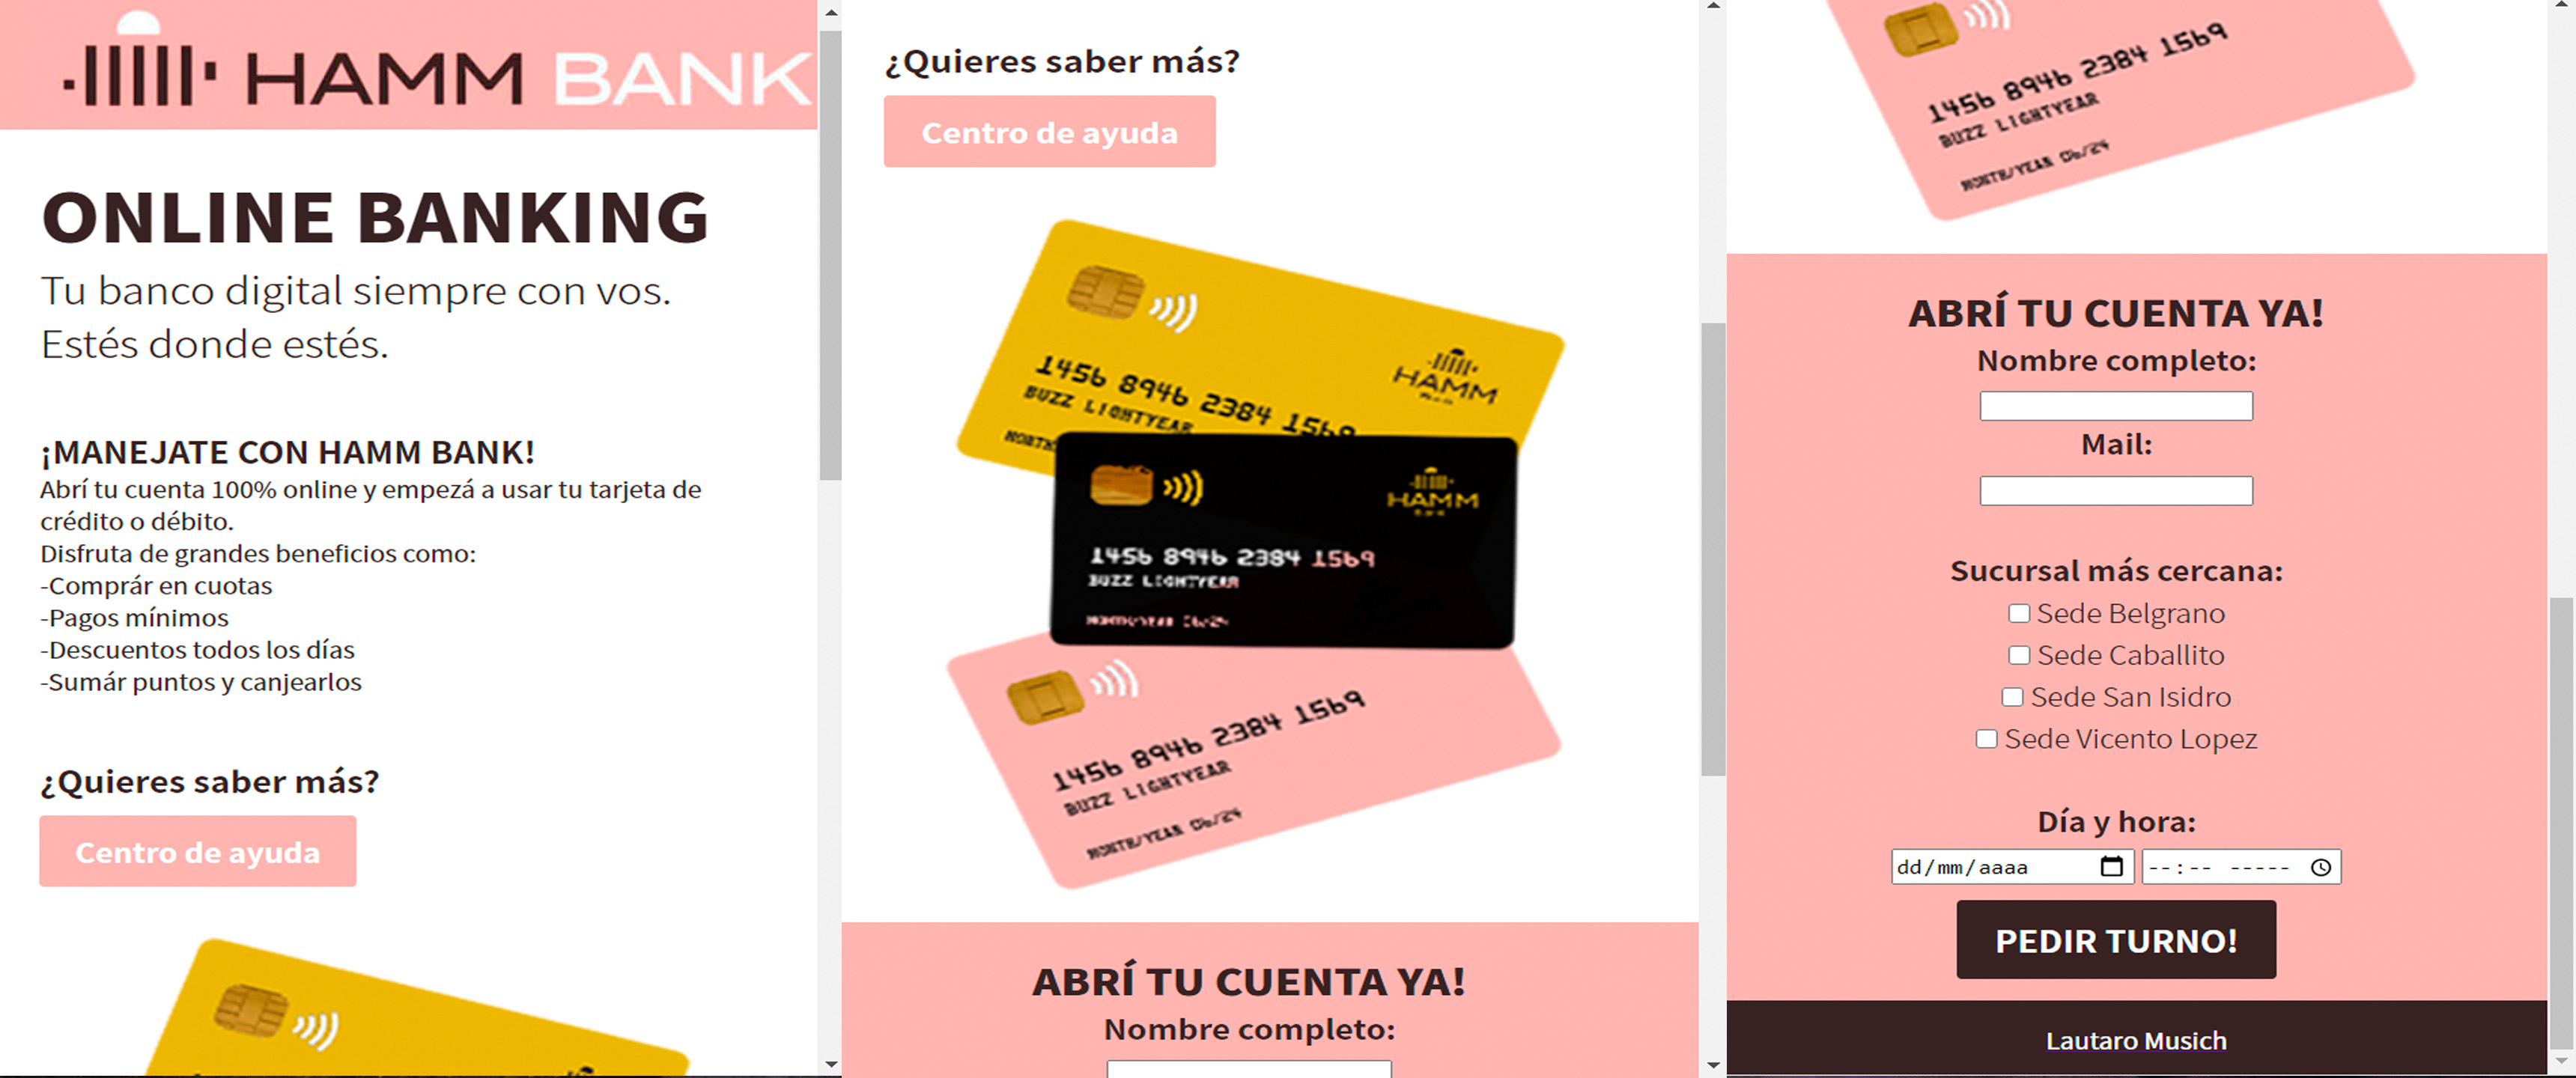 HAMM BANK
ONLINE BANKING
Tu banco digital siempre con vos.
Estés donde estés.
¡MANEJATE CON HAMM BANK!
Abrí tu cuenta 100% online y empezá a usar tu tarjeta de
crédito o débito.
Disfruta de grandes beneficios como:
-Comprár en cuotas
-Pagos mínimos
-Descuentos todos los días
-Sumár puntos y canjearlos
¿Quieres saber más?
Centro de ayuda
¿Quieres saber más?
Centro de ayuda
HAMM
1456 8946 2384 1569
BUZZ LIGHTYEAR
HAMM
1456 8946 2384 1569
BUZZ LIGHTYEAR
MONTH/YEAR 06/24
1456 8946 2384 1569
BUZZ LIGHTYEAR
MONTH/YEAR 06/24
ABRÍ TU CUENTA YA!
Nombre completo:
1456 8946 2384 1569
BUZZ LIGHTYEAR
MONTH/YEAR 06/24
ABRÍ TU CUENTA YA!
Nombre completo:
Mail:
Sucursal más cercana:
Sede Belgrano
Sede Caballito
Sede San Isidro
Sede Vicento Lopez
Día y hora:
dd/mm/aaaa --:-- -----
PEDIR TURNO!
Lautaro Musich